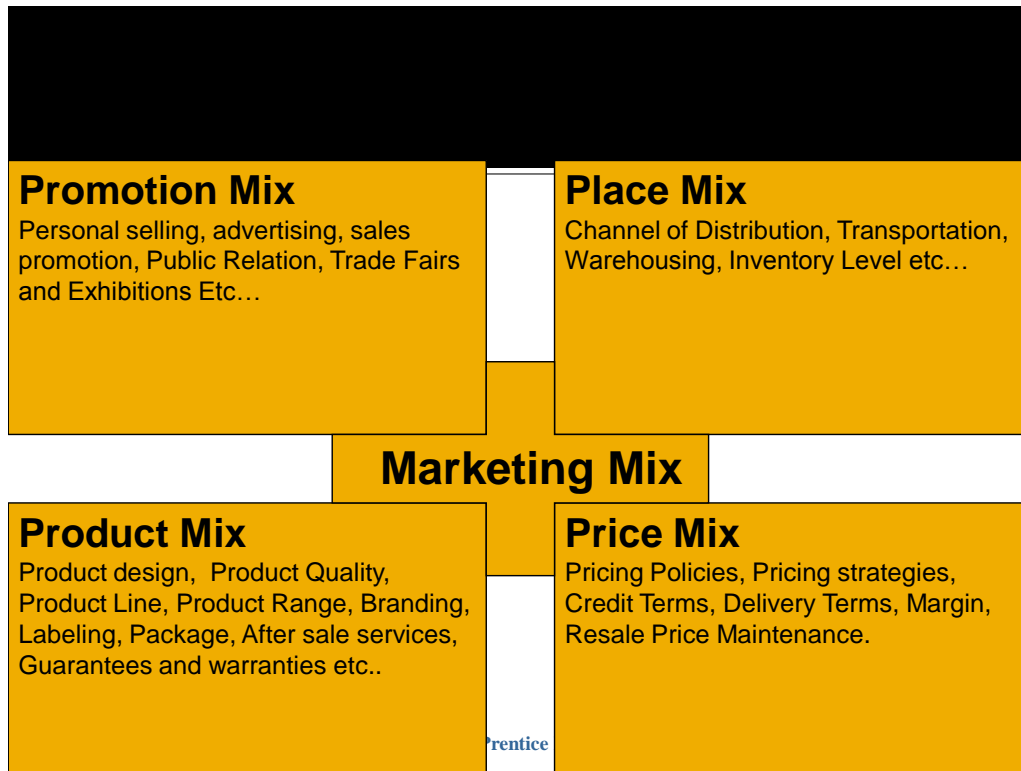 Promotion Mix
Personal selling, advertising, sales
promotion, Public Relation, Trade Fairs
and Exhibitions Etc…
Place Mix
Channel of Distribution, Transportation,
Warehousing, Inventory Level etc…
Marketing Mix
Product Mix
Product design, Product Quality,
Product Line, Product Range, Branding,
Labeling, Package, After sale services,
Guarantees and warranties etc..
Price Mix
Pricing Policies, Pricing strategies,
Credit Terms, Delivery Terms, Margin,
Resale Price Maintenance.
Prentice